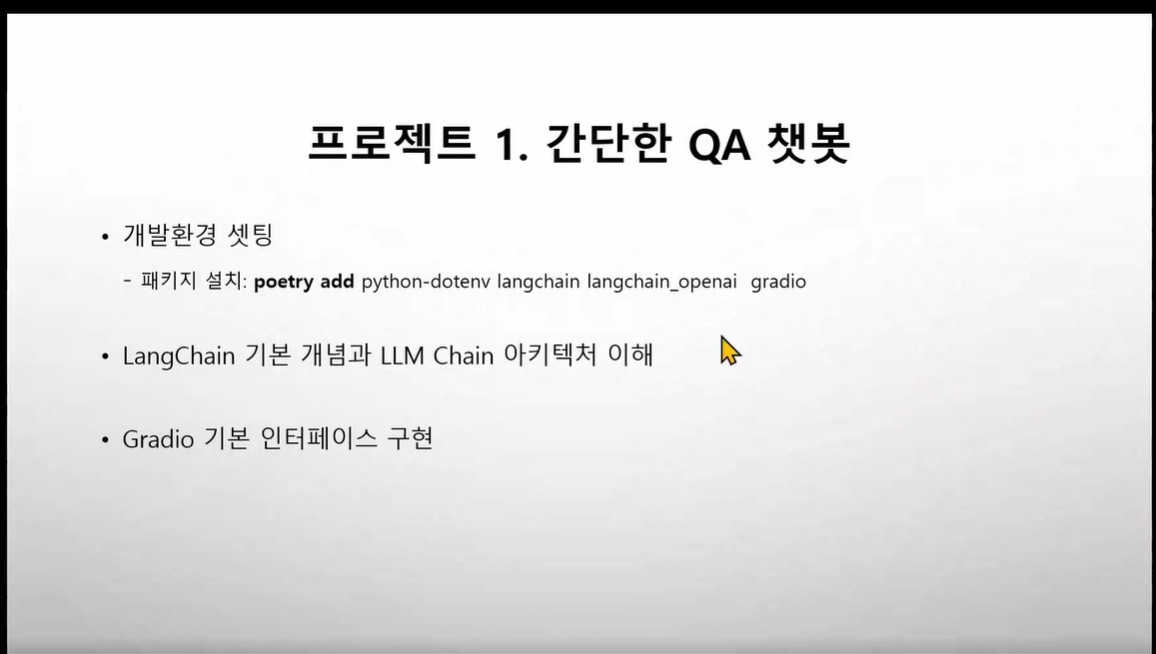 프로젝트 1. 간단한 QA 챗봇
• 개발환경 셋팅
- 패키지 설치: poetry add python-dotenv langchain langchain_openai gradio
• LangChain 기본 개념과 LLM Chain 아키텍처 이해
• Gradio 기본 인터페이스 구현